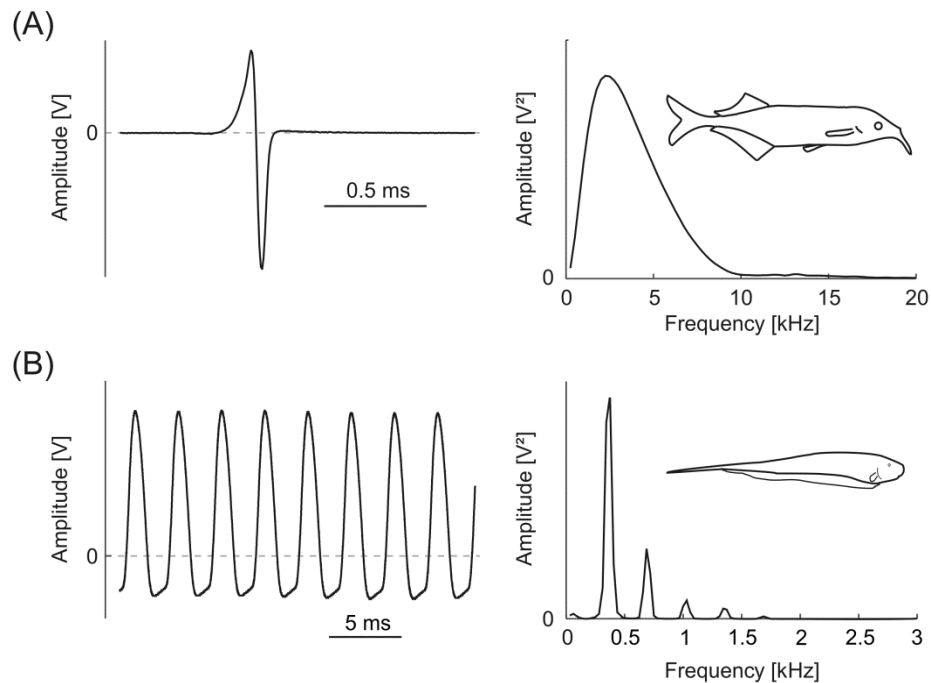 (A)
Amplitude [V]
0
0.5 ms
Amplitude [V²]
0
0 5 10 15 20
Frequency [kHz]
(B)
Amplitude [V]
0
5 ms
Amplitude [V²]
0
0 0.5 1 1.5 2 2.5 3
Frequency [kHz]